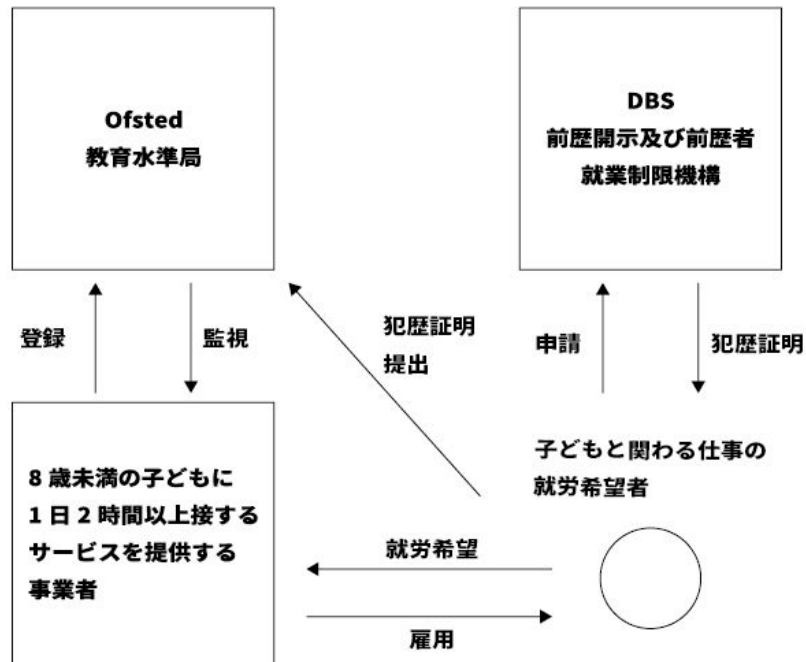 Ofsted
教育水準局
DBS
前歴開示及び前歴者
就業制限機構
登録
監視
犯歴証明
提出
申請
犯歴証明
8 歳未満の子どもに
1 日 2 時間以上接する
サービスを提供する
事業者
子どもと関わる仕事の
就労希望者
就労希望
雇用